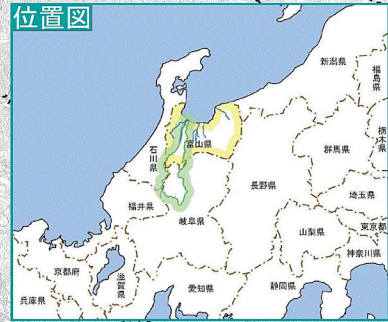 位置図
新潟県
福島県
栃木県
富山県
石川県
群馬県
長野県
福井県
岐阜県
埼玉県
東京都
山梨県
神奈川県
京都府
滋賀県
愛知県
静岡県
兵庫県